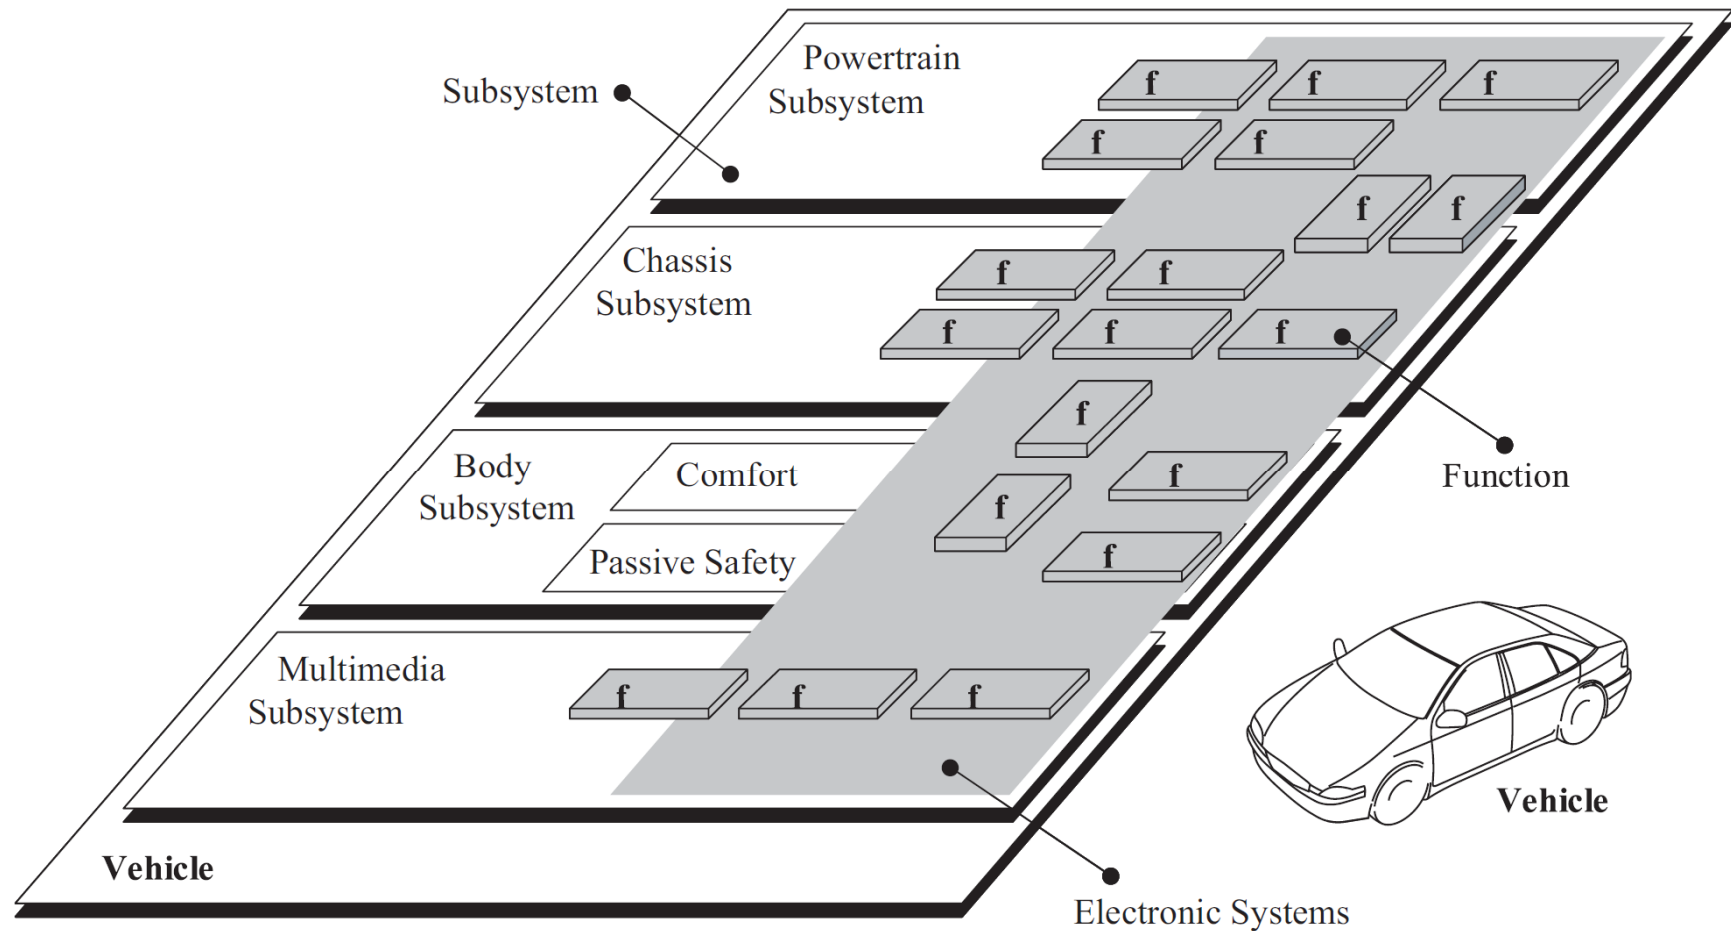 Powertrain
Subsystem
Subsystem
f f f
f f
f f
Chassis
Subsystem
f f
f f f
f
Function
Body
Subsystem
Comfort
f
f
Passive Safety
f
Multimedia
Subsystem
f f f
Vehicle
Vehicle
Electronic Systems